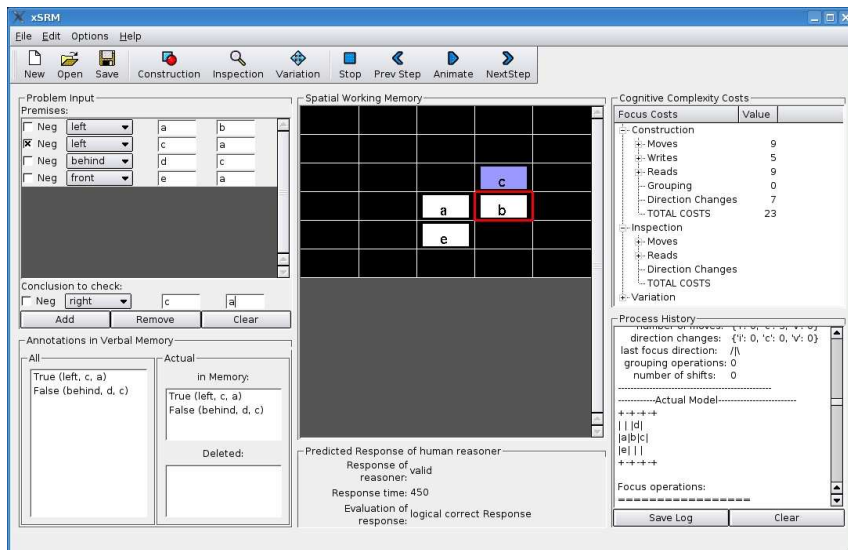 xSRM
File Edit Options Help
New Open Save Construction Inspection Variation Stop Prev Step Animate NextStep
Problem Input
Premises:
Neg left a b
Neg left c a
Neg behind d c
Neg front e a
Conclusion to check:
Neg right c a
Add Remove Clear
Annotations in Verbal Memory
All
True (left, c, a)
False (behind, d, c)
Actual
in Memory:
True (left, c, a)
False (behind, d, c)
Deleted:
Spatial Working Memory
c
a b
e
Predicted Response of human reasoner
Response of reasoner: valid
Response time: 450
Evaluation of response: logical correct Response
Cognitive Complexity Costs
Focus Costs Value
Construction
Moves 9
Writes 5
Reads 9
Grouping 0
Direction Changes 7
TOTAL COSTS 23
Inspection
Moves
Reads
Direction Changes
TOTAL COSTS
Variation
Process History
number of moves: {'i': 0, 'c': 9, 'v': 0}
direction changes: {'i': 0, 'c': 0, 'v': 0}
last focus direction: /|\
grouping operations: 0
number of shifts: 0
-----------------------------------------------
------------Actual Model------------------------
+-+-+-+
| | |d|
|a|b|c|
|e| | |
+-+-+-+
Focus operations:
==================
Save Log Clear